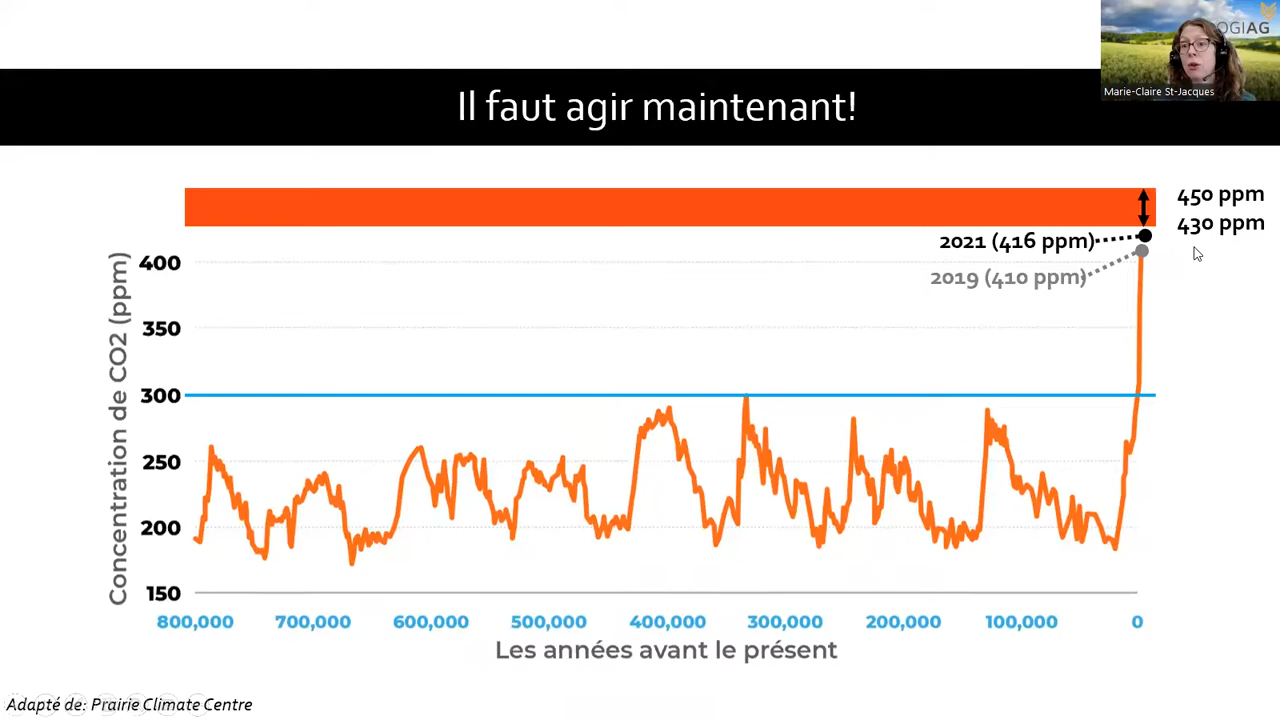 OGIAG
Marie-Claire St-Jacques
Il faut agir maintenant!
450 ppm
430 ppm
2021 (416 ppm)
2019 (410 ppm)
Concentration de CO2 (ppm)
400
350
300
250
200
150
800,000 700,000 600,000 500,000 400,000 300,000 200,000 100,000 0
Les années avant le présent
Adapté de: Prairie Climate Centre